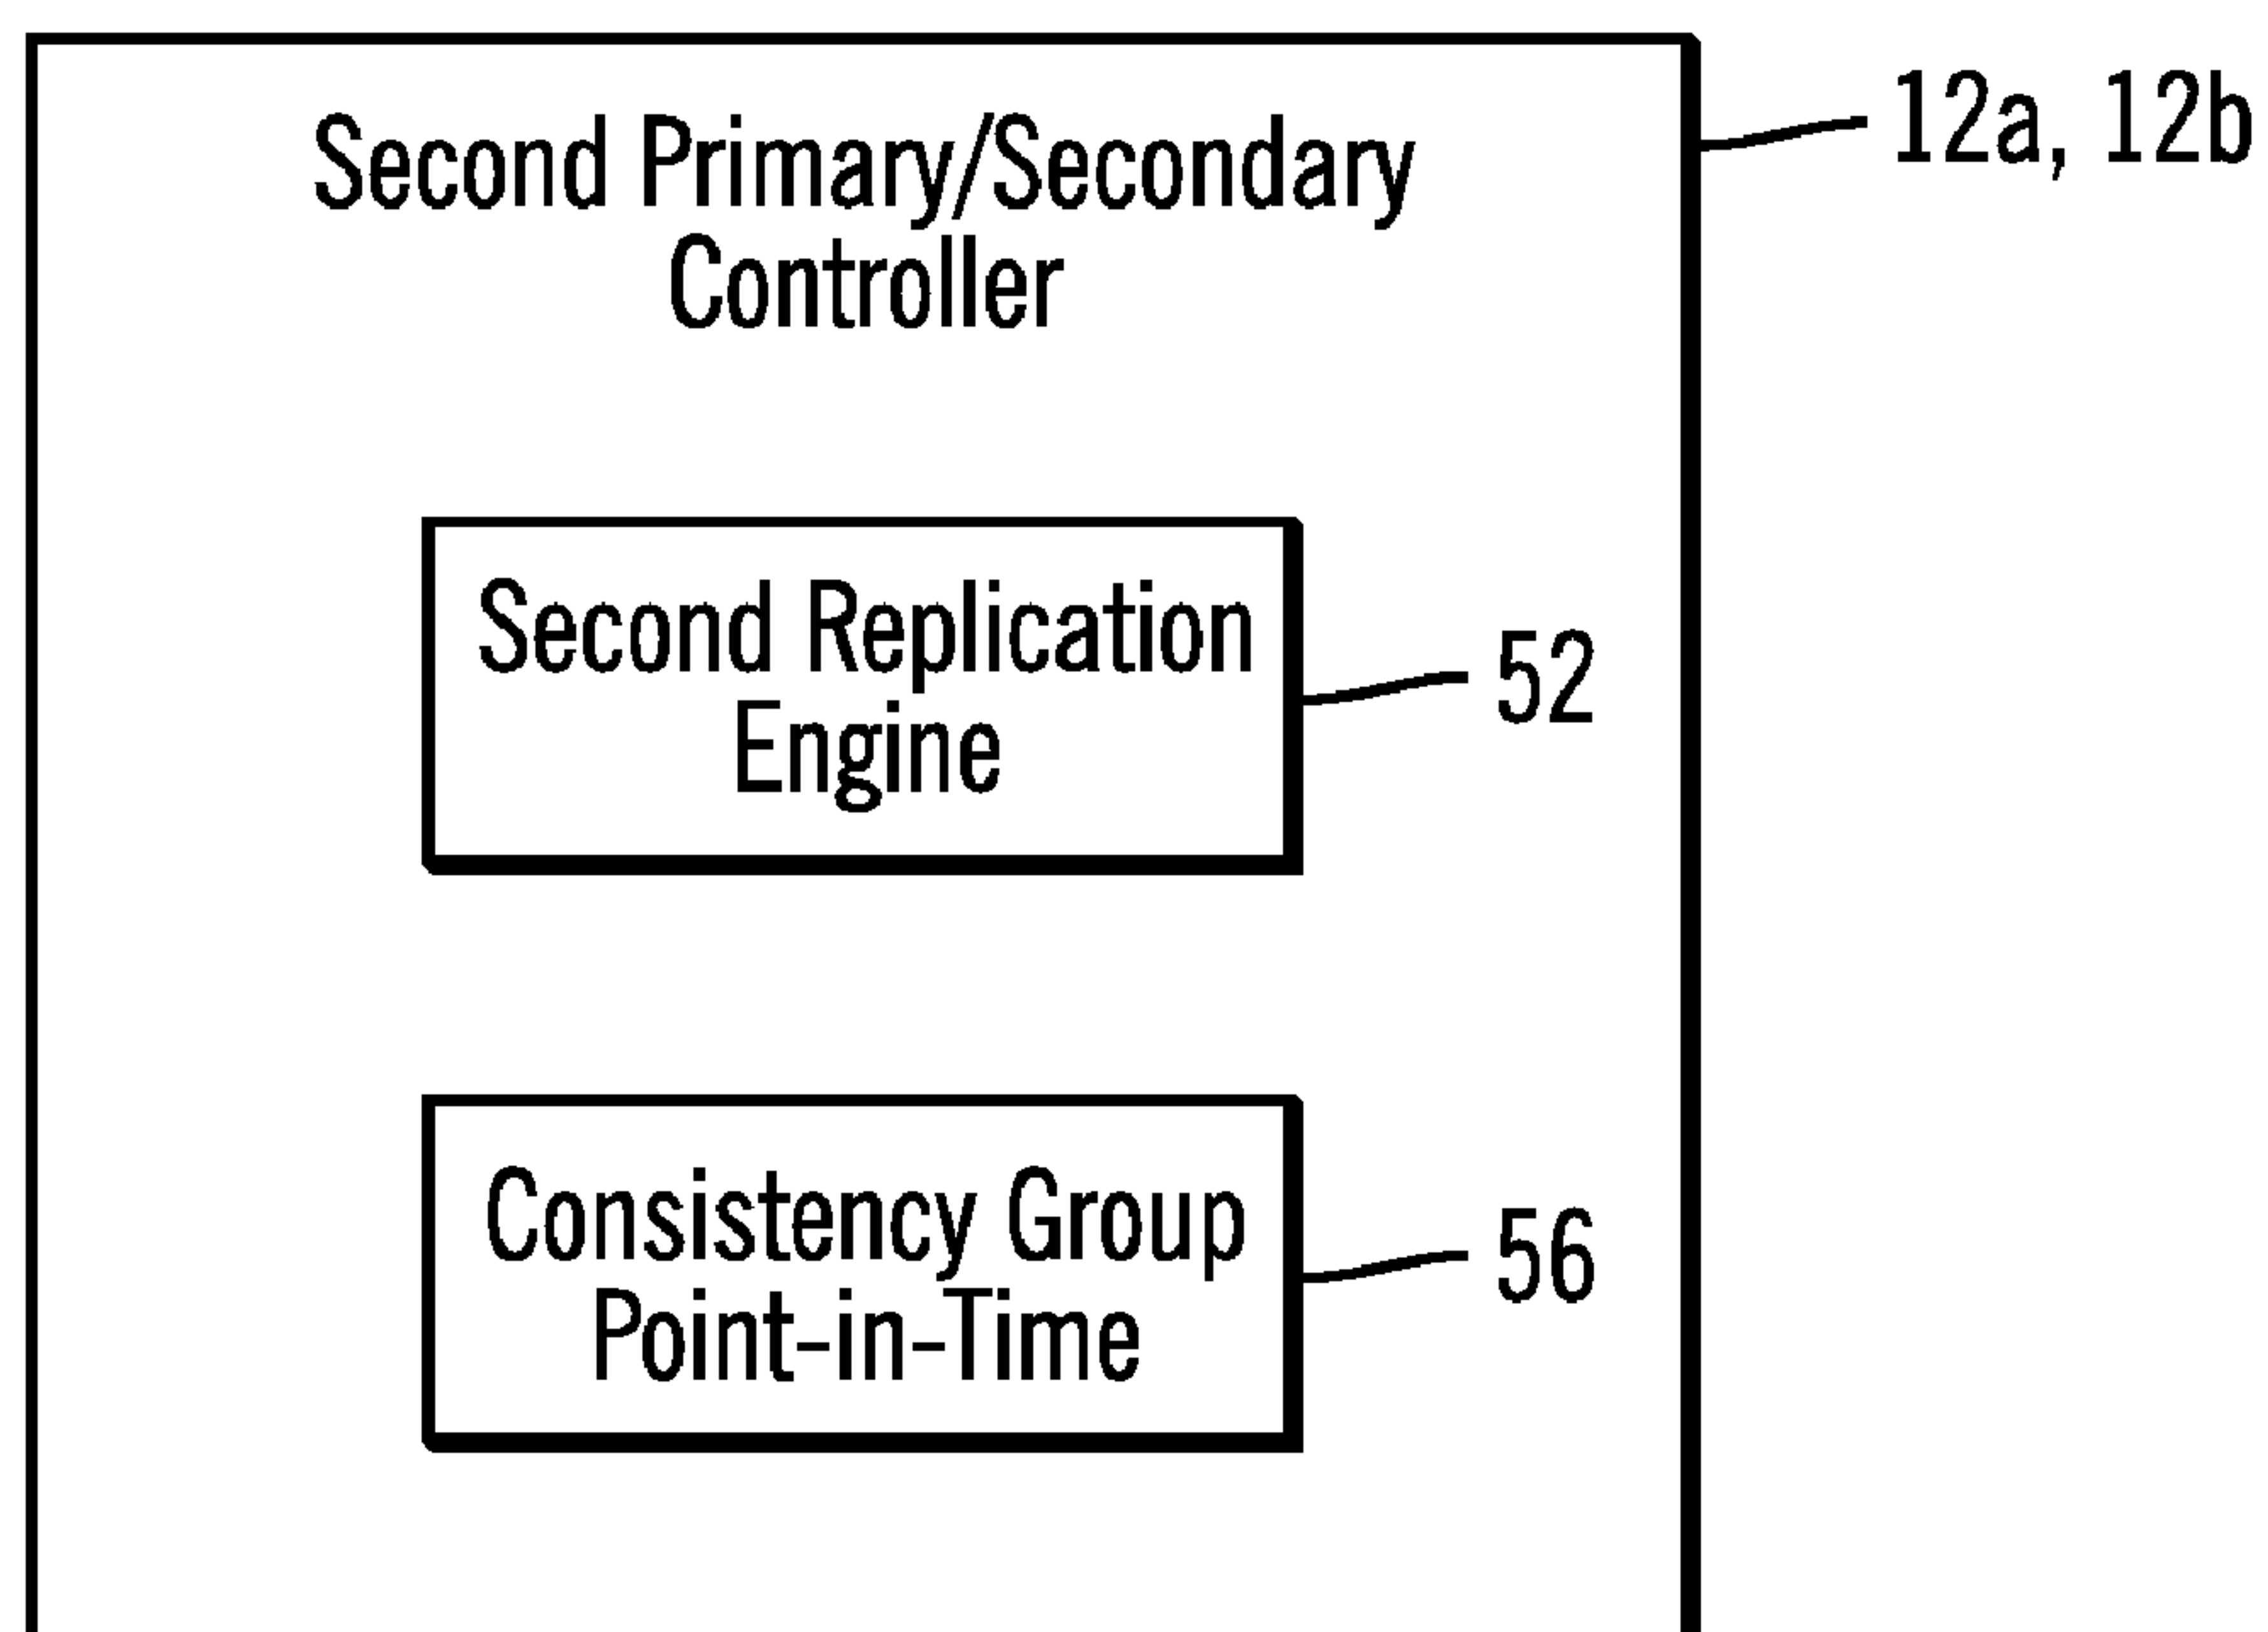 Second Primary/Secondary
Controller
12a, 12b
Second Replication
Engine
52
Consistency Group
Point-in-Time
56